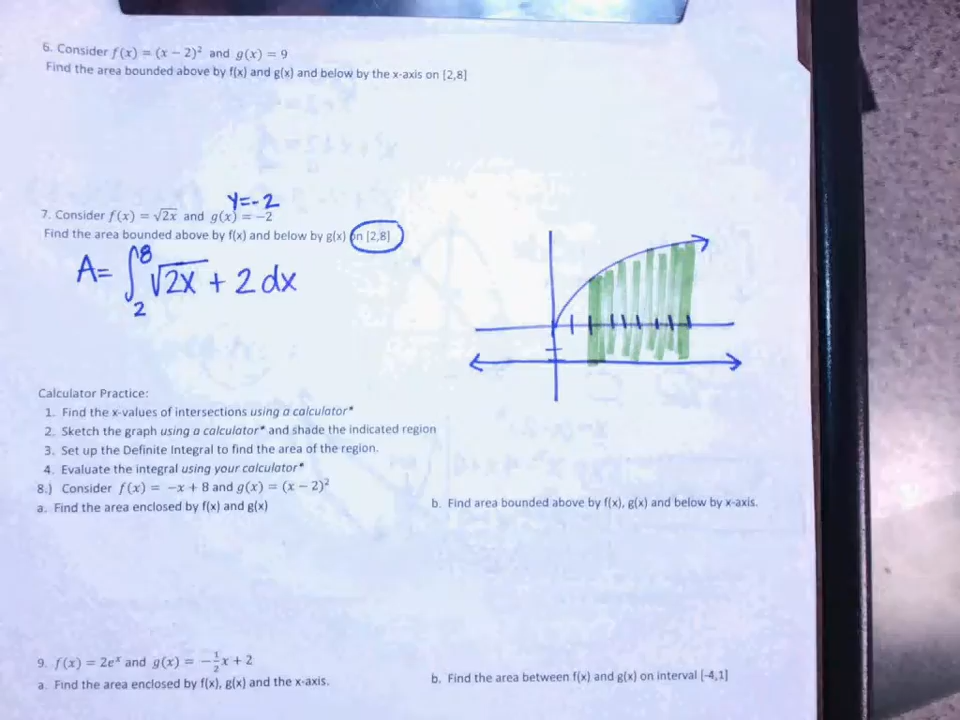 6. Consider f(x) = (x − 2)² and g(x) = 9
Find the area bounded above by f(x) and g(x) and below by the x-axis on [2,8]
y=-2
7. Consider f(x) = √2x and g(x) = −2
Find the area bounded above by f(x) and below by g(x) on [2,8]
A= ∫₂⁸ √2x + 2 dx
Calculator Practice:
1. Find the x-values of intersections using a calculator*
2. Sketch the graph using a calculator* and shade the indicated region
3. Set up the Definite Integral to find the area of the region.
4. Evaluate the integral using your calculator*
8.) Consider f(x) = −x + 8 and g(x) = (x − 2)²
a. Find the area enclosed by f(x) and g(x)
b. Find area bounded above by f(x), g(x) and below by x-axis.
9. f(x) = 2eˣ and g(x) = −½x + 2
a. Find the area enclosed by f(x), g(x) and the x-axis.
b. Find the area between f(x) and g(x) on interval [-4,1]